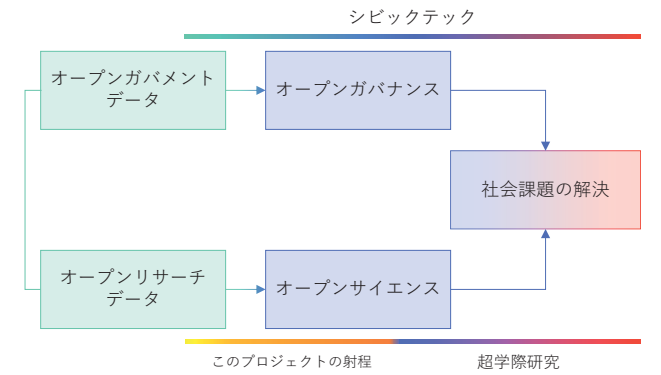 シビックテック
オープンガバメント
データ
オープンガバナンス
社会課題の解決
オープンリサーチ
データ
オープンサイエンス
このプロジェクトの射程
超学際研究